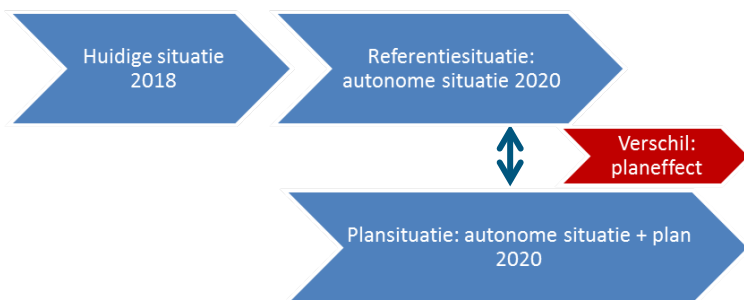 Huidige situatie
2018
Referentiesituatie:
autonome situatie 2020
Verschil:
planeffect
Plansituatie: autonome situatie + plan
2020